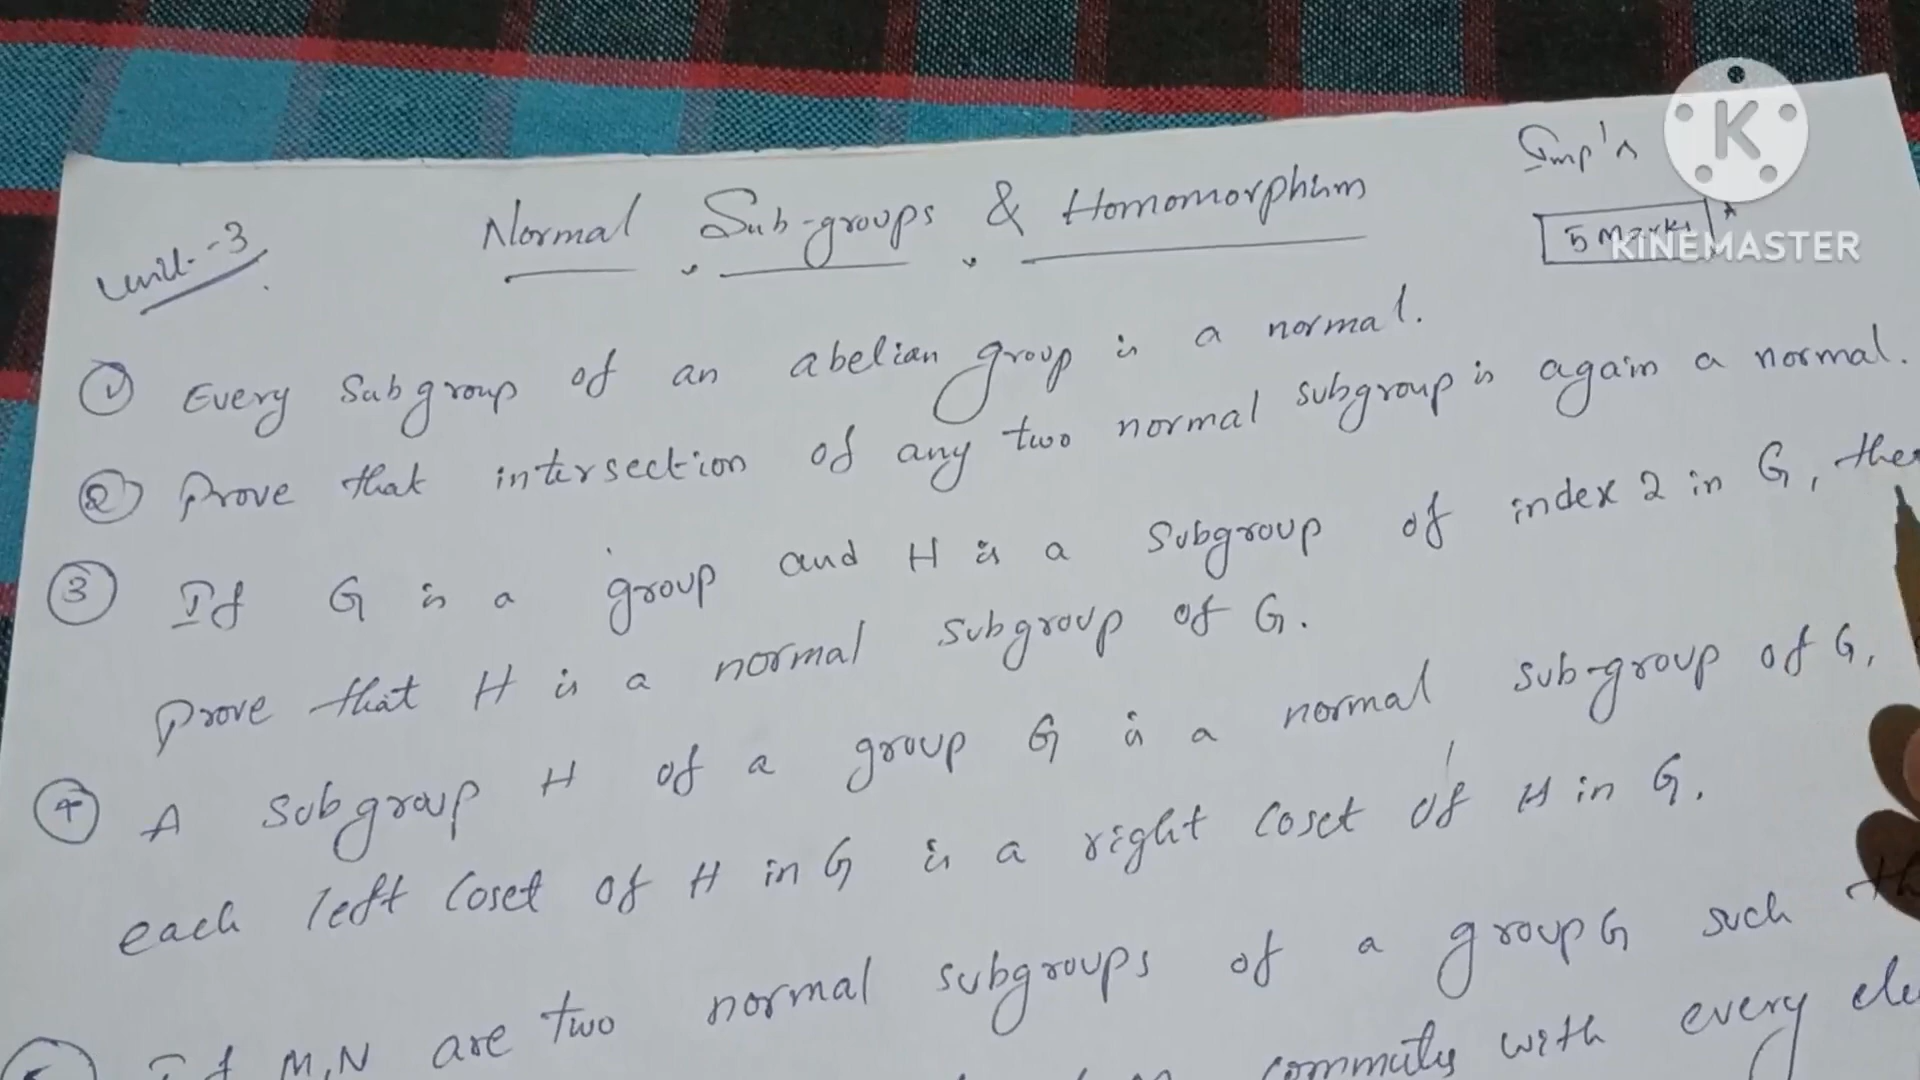 Imp's
K
Unit-3
Normal Sub-groups & Homomorphism
5 Marks
KINEMASTER
① Every Subgroup of an abelian group is a normal.
② Prove that intersection of any two normal subgroup is again a normal.
③ If G is a group and H is a subgroup of index 2 in G, then
prove that H is a normal subgroup of G.
④ A subgroup H of a group G is a normal sub-group of G,
each left coset of H in G is a right coset of H in G.
If M,N are two normal subgroups of a group G such
commutes with every